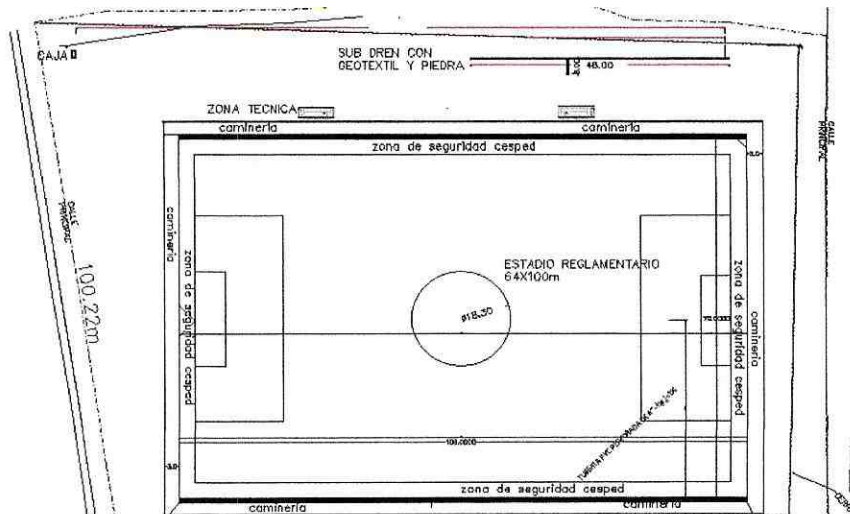 CAJA
SUB DREN CON
GEOTEXTIL Y PIEDRA
48.00
ZONA TECNICA
camineria
camineria
zona de seguridad cesped
CALLE
PRINCIPAL
CALLE
PRINCIPAL
100.22m
camineria
zona de seguridad cesped
ESTADIO REGLAMENTARIO
64X100m
ø18.30
zona de seguridad cesped
camineria
zona de seguridad cesped
camineria
camineria